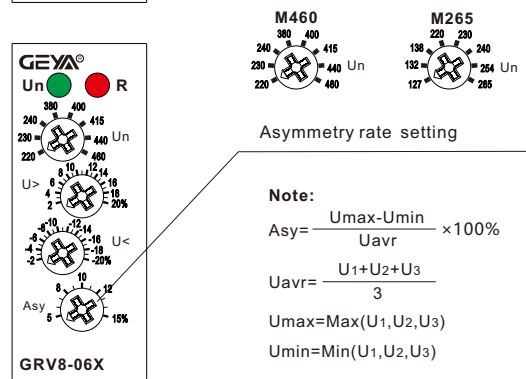 GEYA®
Un R
380 400
240 415
230 440 Un
220 460
U>
8 10 12 14
6 16
4 18
2 20%
U<
-8 -10 -12 -14
-6 -16
-4 -18
-2 -20%
Asy
8 10 12
5 15%
GRV8-06X
M460
380 400
240 415
230 440 Un
220 460
M265
220 230
138 240
132 254 Un
127 265
Asymmetry rate setting
Note:
Asy= Umax-Umin / Uavr ×100%
Uavr= U1+U2+U3 / 3
Umax=Max(U1,U2,U3)
Umin=Min(U1,U2,U3)